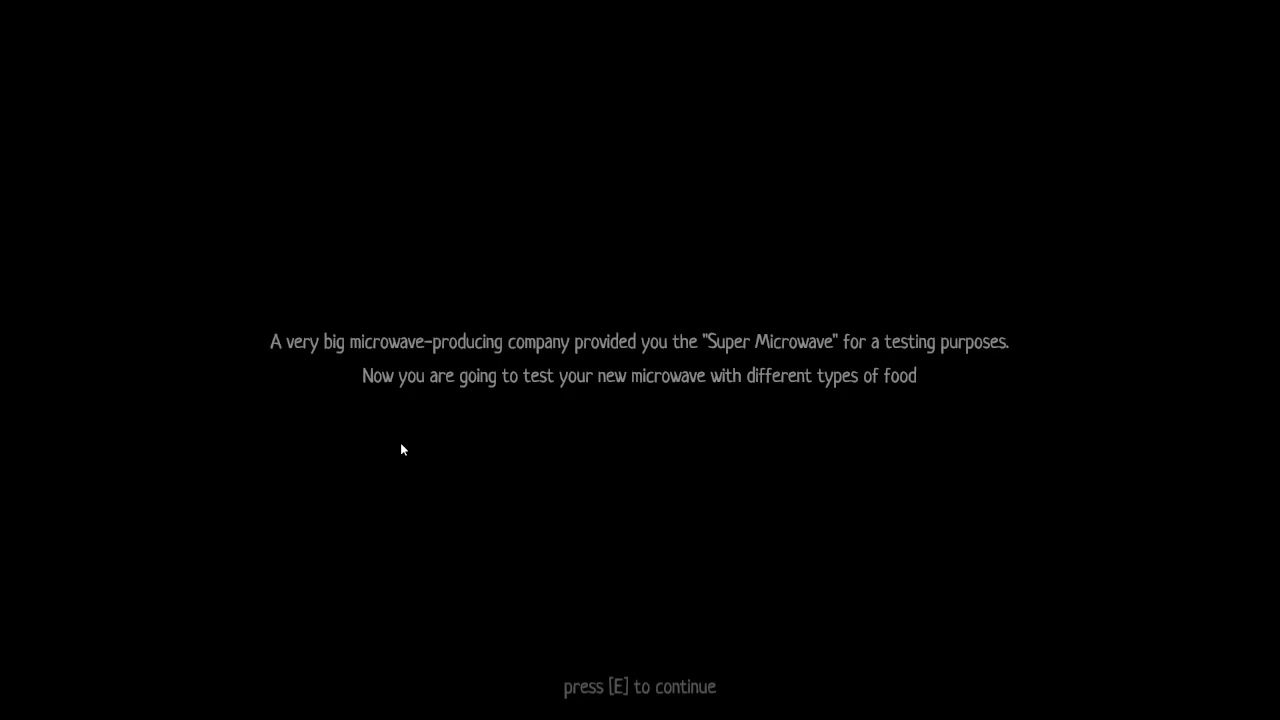 A very big microwave-producing company provided you the "Super Microwave" for a testing purposes.
Now you are going to test your new microwave with different types of food
press [E] to continue